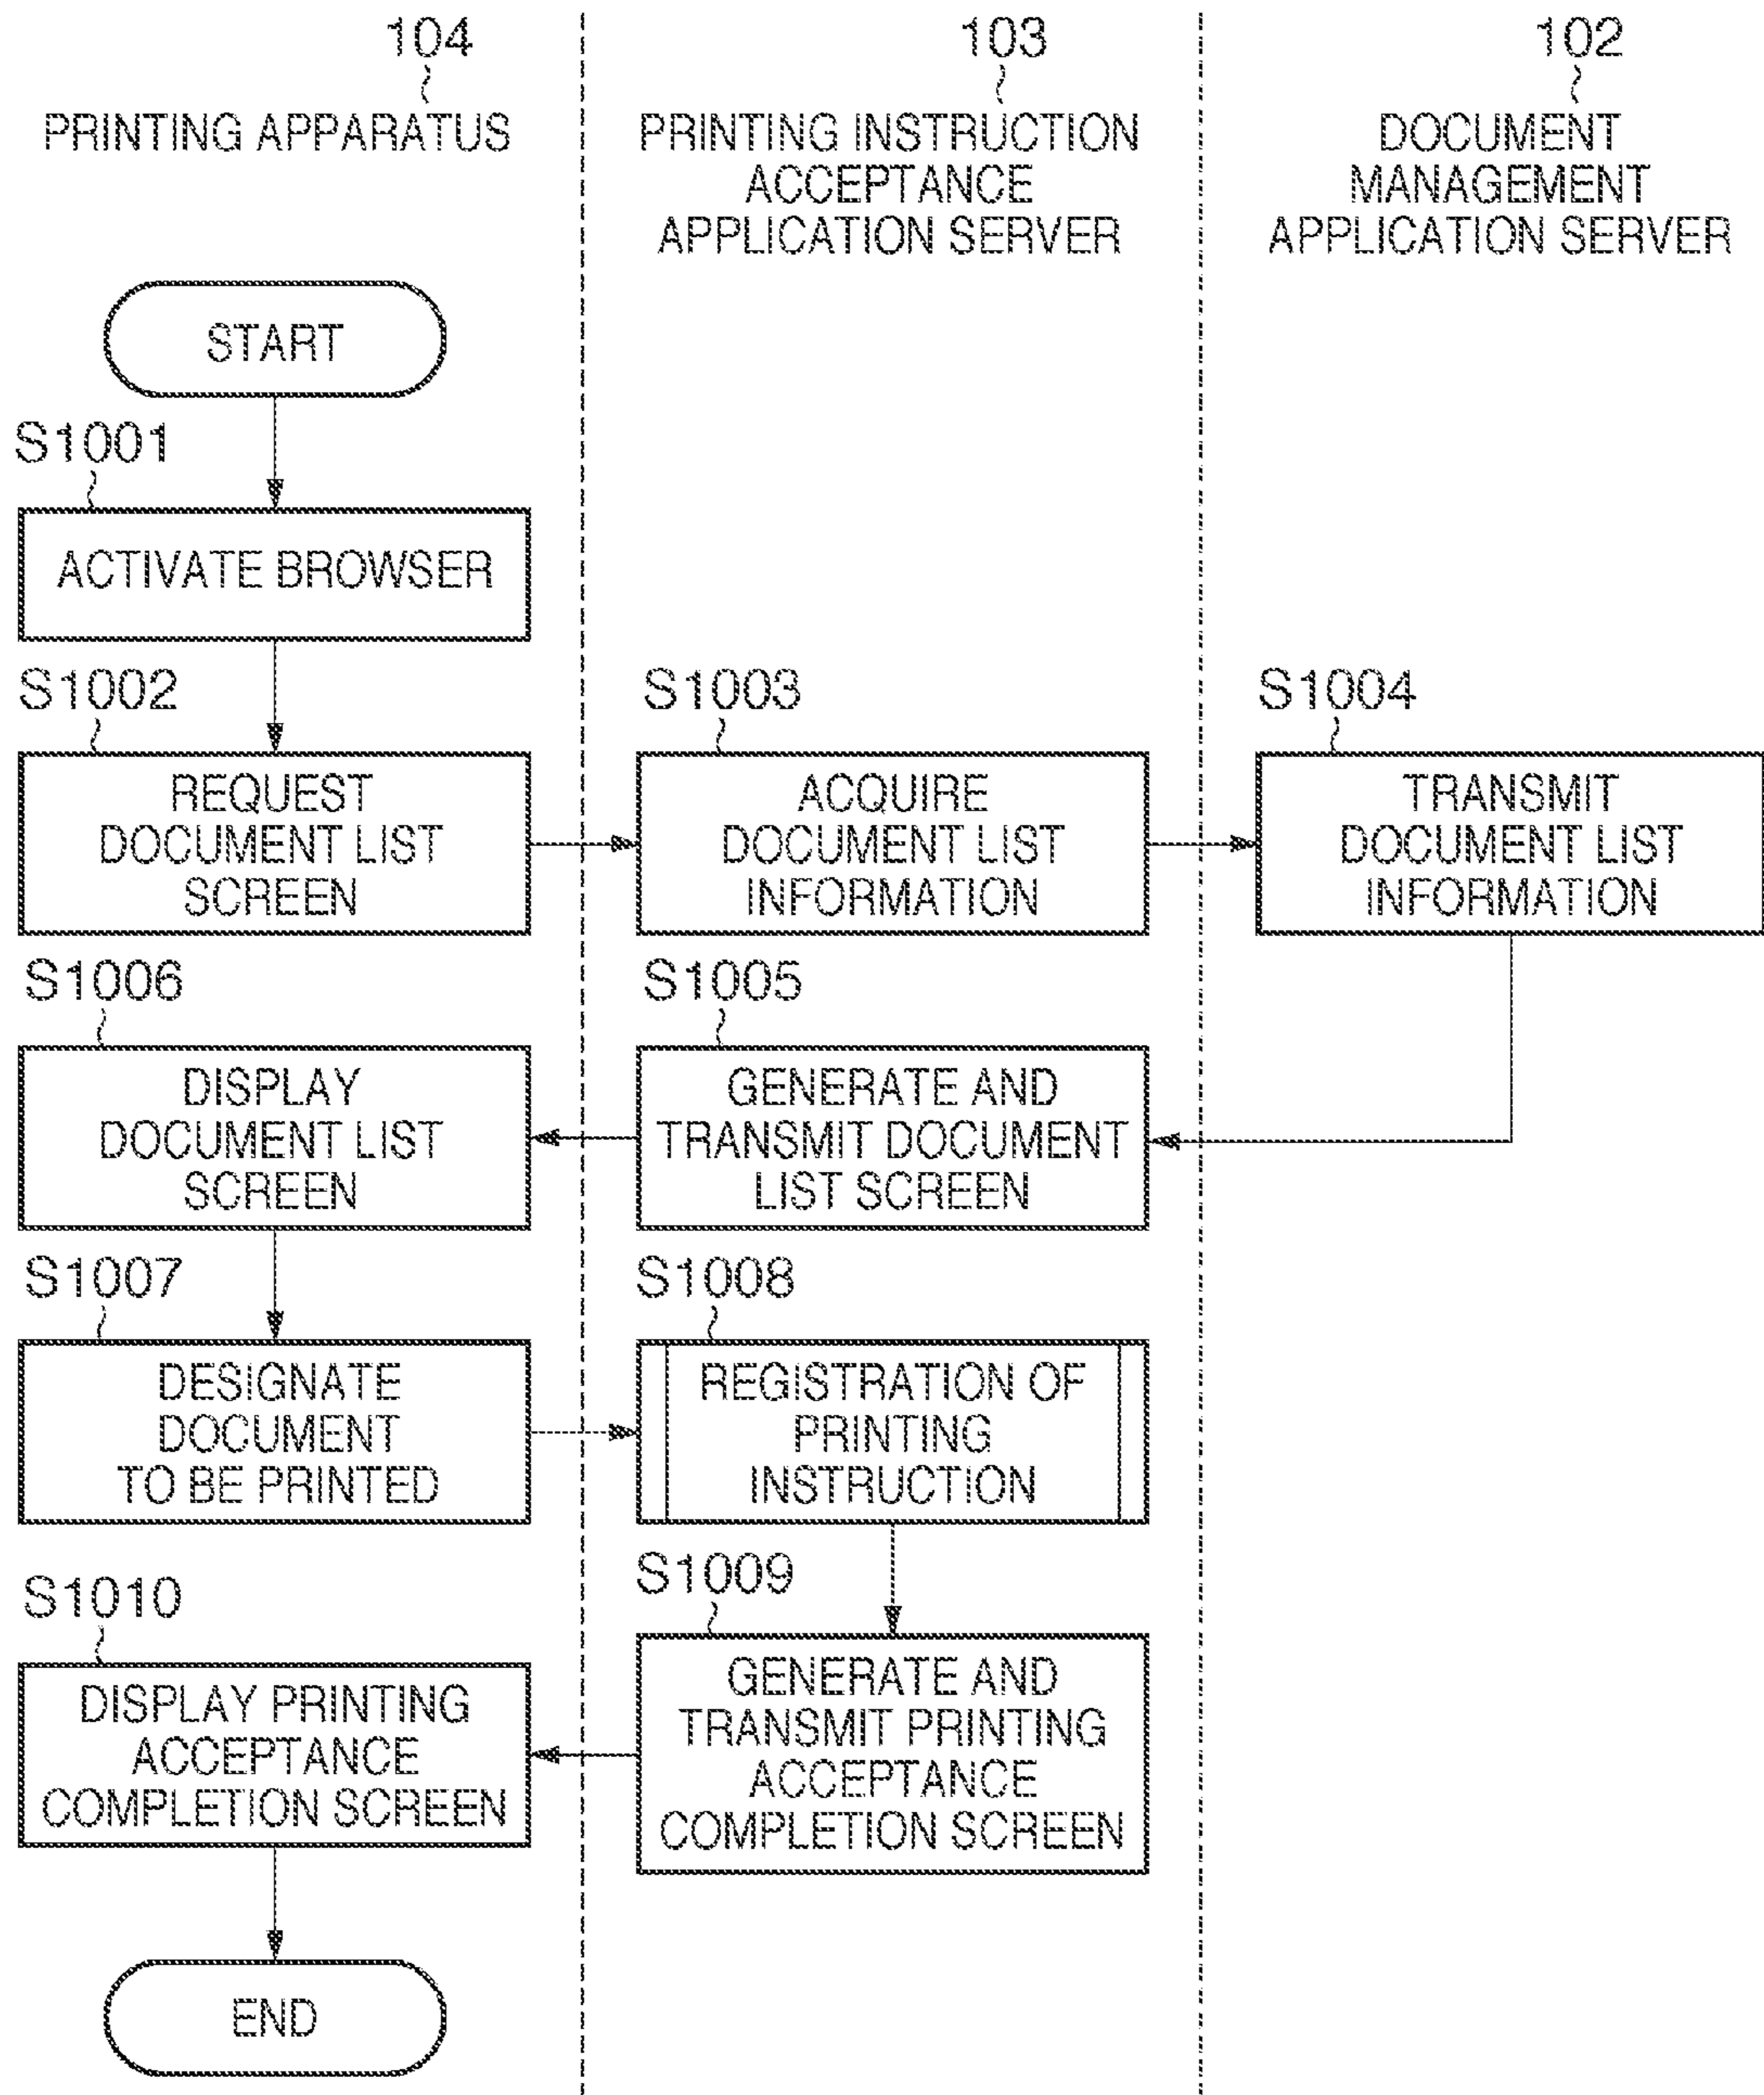 104
PRINTING APPARATUS
103
PRINTING INSTRUCTION
ACCEPTANCE
APPLICATION SERVER
102
DOCUMENT
MANAGEMENT
APPLICATION SERVER
START
S1001
ACTIVATE BROWSER
S1002
REQUEST
DOCUMENT LIST
SCREEN
S1003
ACQUIRE
DOCUMENT LIST
INFORMATION
S1004
TRANSMIT
DOCUMENT LIST
INFORMATION
S1006
DISPLAY
DOCUMENT LIST
SCREEN
S1005
GENERATE AND
TRANSMIT DOCUMENT
LIST SCREEN
S1007
DESIGNATE
DOCUMENT
TO BE PRINTED
S1008
REGISTRATION OF
PRINTING
INSTRUCTION
S1010
DISPLAY PRINTING
ACCEPTANCE
COMPLETION SCREEN
S1009
GENERATE AND
TRANSMIT PRINTING
ACCEPTANCE
COMPLETION SCREEN
END